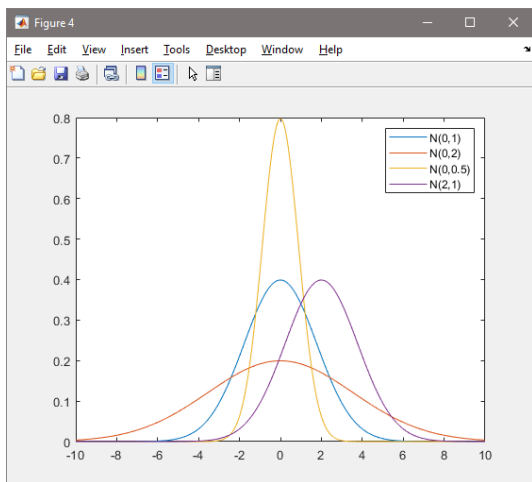 Figure 4
File Edit View Insert Tools Desktop Window Help
0.8
0.7
0.6
0.5
0.4
0.3
0.2
0.1
0
-10 -8 -6 -4 -2 0 2 4 6 8 10
N(0,1)
N(0,2)
N(0,0.5)
N(2,1)